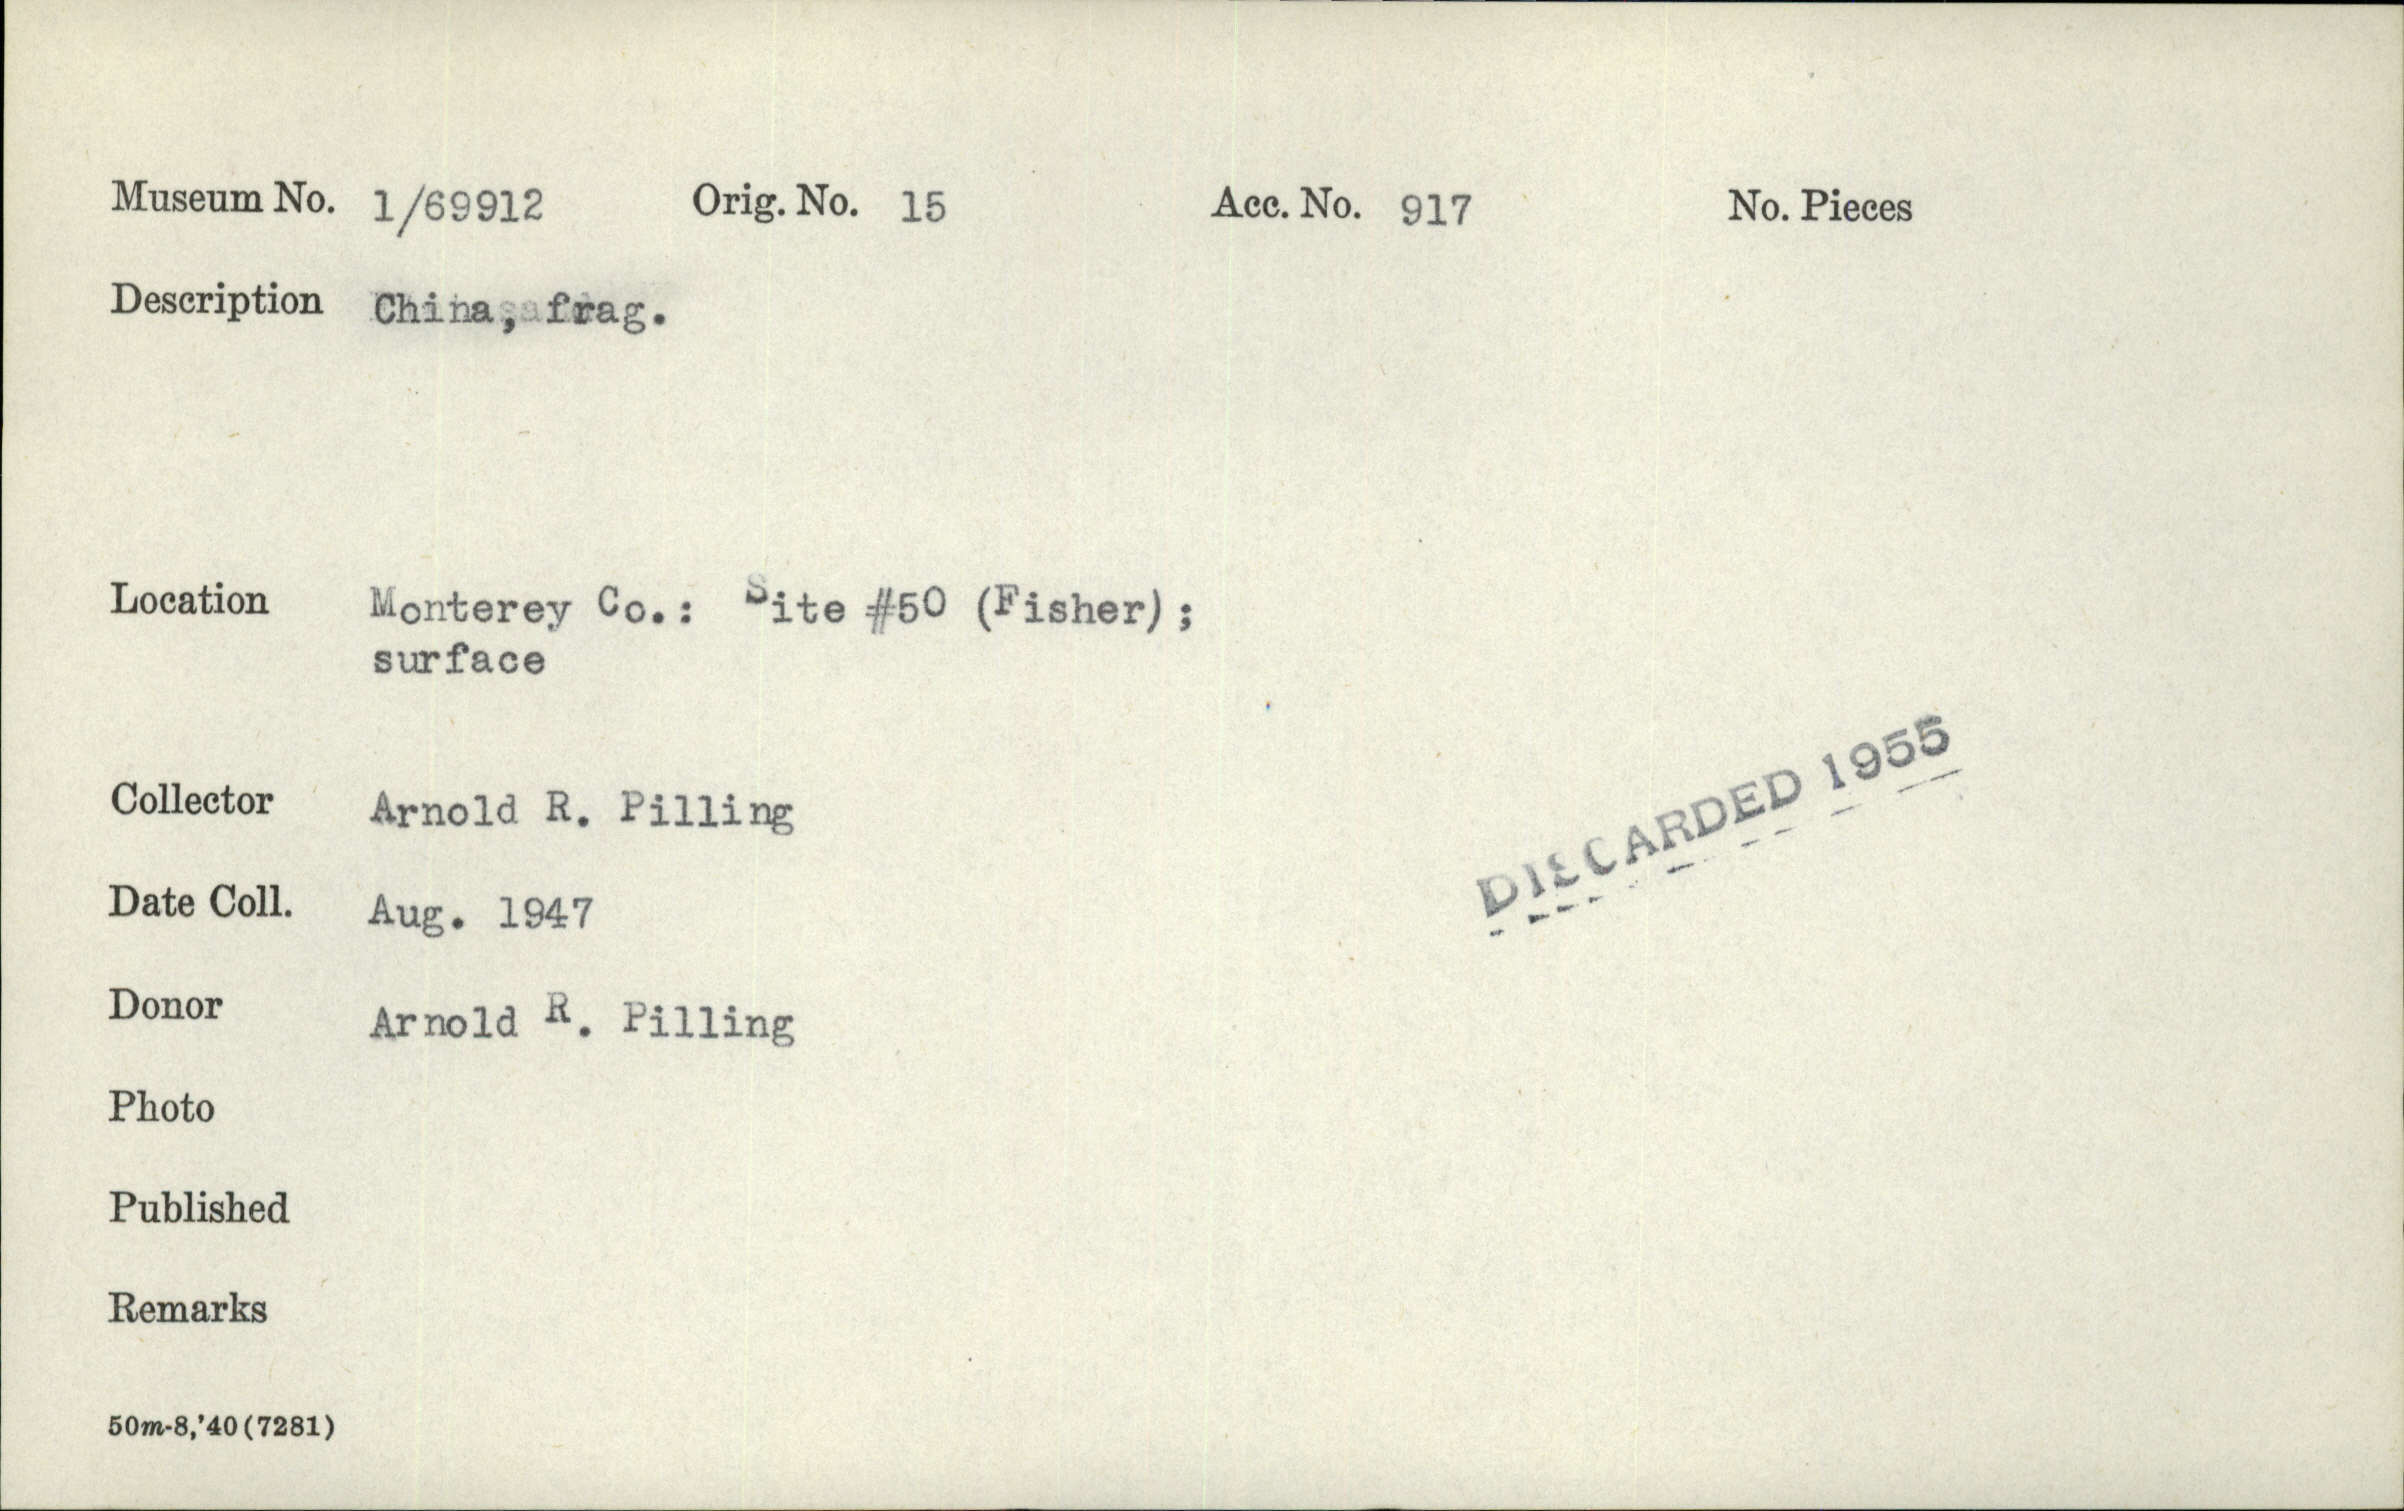 Museum No. 1/69912 Orig. No. 15 Acc. No. 917 No. Pieces
Description China, frag.
Location Monterey Co.: Site #50 (Fisher);
surface
DISCARDED 1955
Collector Arnold R. Pilling
Date Coll. Aug. 1947
Donor Arnold R. Pilling
Photo
Published
Remarks
50m-8,'40(7281)